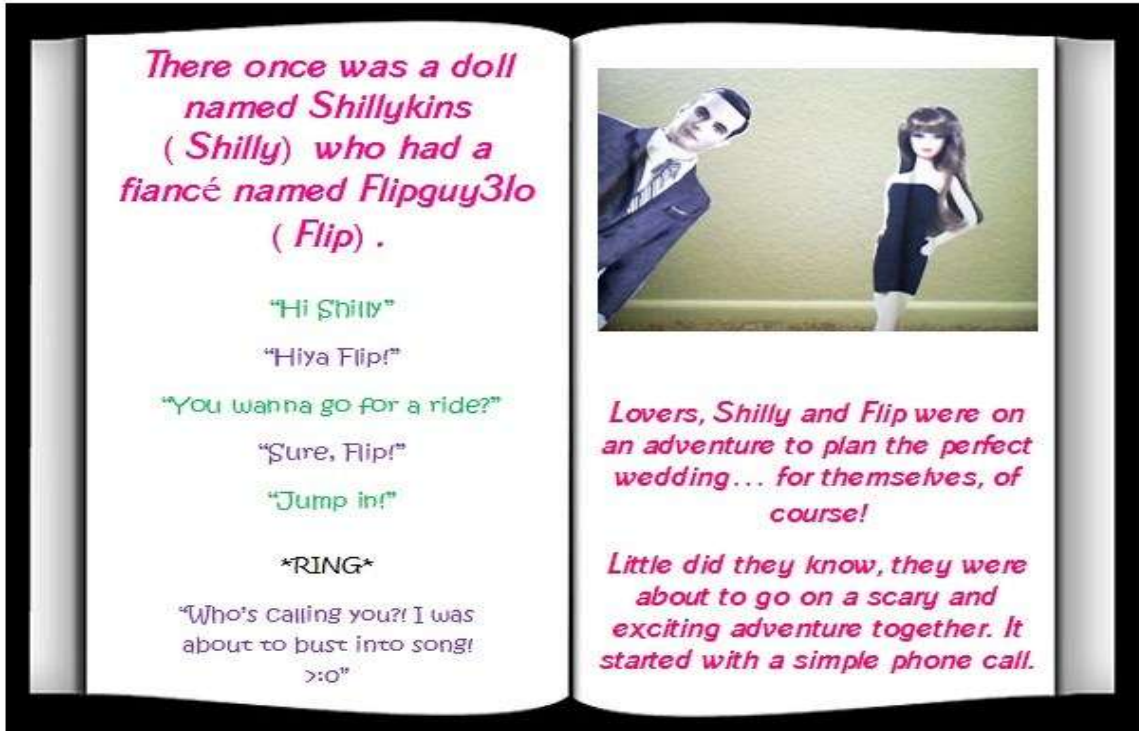 There once was a doll
named Shillykins
( Shilly) who had a
fiancé named Flipguy3lo
( Flip) .
“Hi Shilly”
“Hiya Flip!”
“You wanna go for a ride?”
“Sure, Flip!”
“Jump in!”
*RING*
“Who’s calling you?! I was
about to bust into song!
>:o”
Lovers, Shilly and Flip were on
an adventure to plan the perfect
wedding… for themselves, of
course!
Little did they know, they were
about to go on a scary and
exciting adventure together. It
started with a simple phone call.